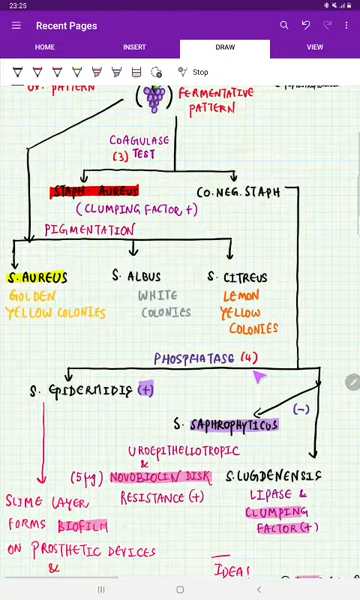 23:25
Recent Pages
HOME INSERT DRAW VIEW
Stop
OX. PATTERN
FERMENTATIVE
PATTERN
COAGULASE
(3) TEST
STAPH AUREUS
CO.NEG.STAPH
(CLUMPING FACTOR +)
PIGMENTATION
S. AUREUS
S. ALBUS
S. CITREUS
GOLDEN
YELLOW COLONIES
WHITE
COLONIES
LEMON
YELLOW
COLONIES
PHOSPHATASE (4)
S. EPIDERMIDIS (+)
(-)
S. SAPHROPHYTICUS
UROEPITHELIOTROPIC
&
(5µg) NOVOBIOCIN DISK
RESISTANCE (+)
S. LUGDENENSIS
LIPASE &
CLUMPING
FACTOR (+)
SLIME LAYER
FORMS BIOFILM
ON PROSTHETIC DEVICES
&
IDEAL